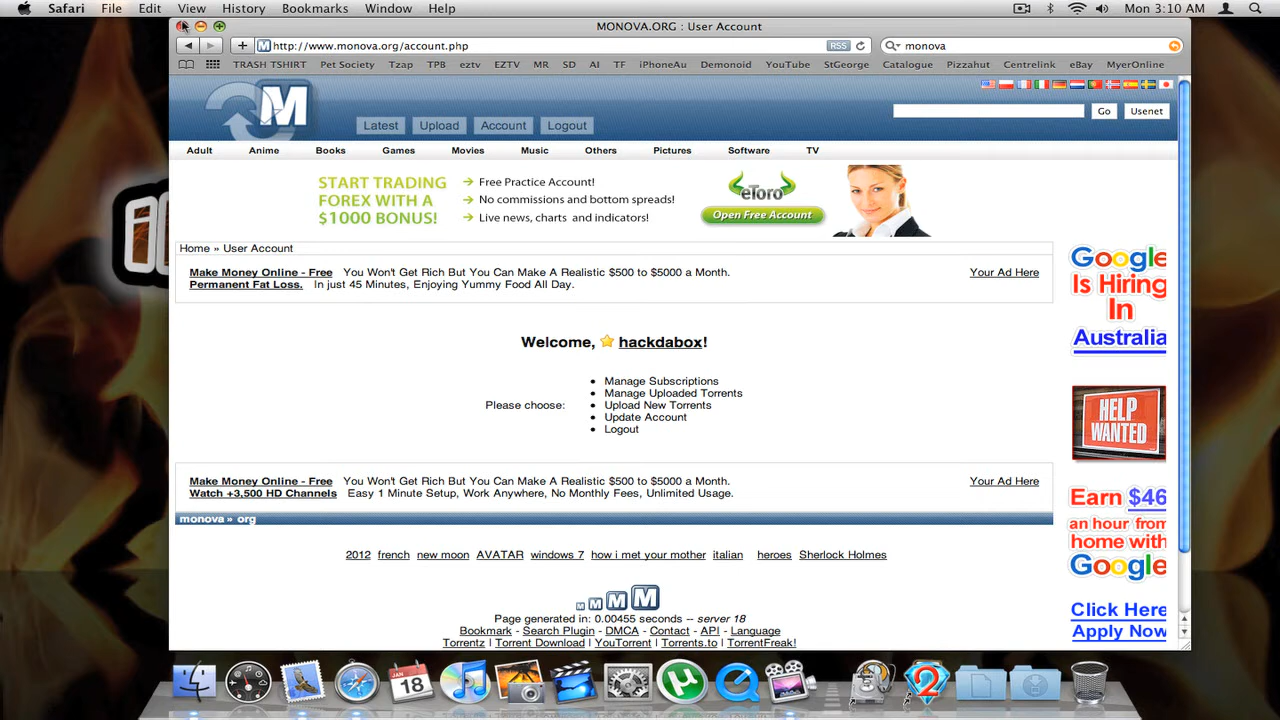 Safari File Edit View History Bookmarks Window Help Mon 3:10 AM
MONOVA.ORG : User Account
http://www.monova.org/account.php RSS monova
TRASH TSHIRT Pet Society Tzap TPB eztv EZTV MR SD AI TF iPhoneAu Demonoid YouTube StGeorge Catalogue Pizzahut Centrelink eBay MyerOnline
M
Latest Upload Account Logout Go Usenet
Adult Anime Books Games Movies Music Others Pictures Software TV
START TRADING
FOREX WITH A
$1000 BONUS!
Free Practice Account!
No commissions and bottom spreads!
Live news, charts and indicators!
eToro
Open Free Account
Home » User Account
Make Money Online - Free You Won't Get Rich But You Can Make A Realistic $500 to $5000 a Month. Your Ad Here
Permanent Fat Loss. In just 45 Minutes, Enjoying Yummy Food All Day.
Google
Is Hiring
In
Australia
Welcome, hackdabox!
Please choose:
Manage Subscriptions
Manage Uploaded Torrents
Upload New Torrents
Update Account
Logout
HELP
WANTED
Make Money Online - Free You Won't Get Rich But You Can Make A Realistic $500 to $5000 a Month. Your Ad Here
Watch +3,500 HD Channels Easy 1 Minute Setup, Work Anywhere, No Monthly Fees, Unlimited Usage.
monova » org
Earn $46
an hour from
home with
Google
Click Here
Apply Now
2012 french new moon AVATAR windows 7 how i met your mother italian heroes Sherlock Holmes
M M M M
Page generated in: 0.00455 seconds -- server 18
Bookmark - Search Plugin - DMCA - Contact - API - Language
Torrentz | Torrent Download | YouTorrent | Torrents.to | TorrentFreak!
JAN
18
2